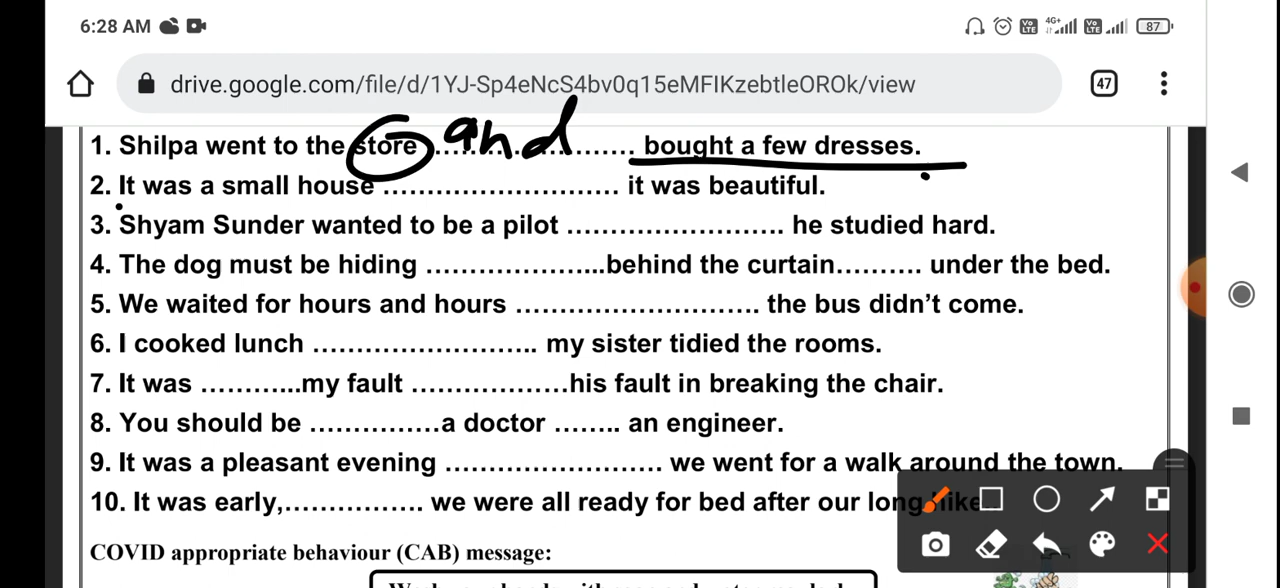 6:28 AM 4G+ Vo LTE Vo LTE 87
drive.google.com/file/d/1YJ-Sp4eNcS4bv0q15eMFIKzebtleOROk/view 47
1. Shilpa went to the store and ........................ bought a few dresses.
2. It was a small house ........................... it was beautiful.
3. Shyam Sunder wanted to be a pilot ......................... he studied hard.
4. The dog must be hiding .....................behind the curtain.......... under the bed.
5. We waited for hours and hours ............................ the bus didn’t come.
6. I cooked lunch .......................... my sister tidied the rooms.
7. It was ............my fault ..................his fault in breaking the chair.
8. You should be ...............a doctor ........ an engineer.
9. It was a pleasant evening ......................... we went for a walk around the town.
10. It was early,................ we were all ready for bed after our long hike
COVID appropriate behaviour (CAB) message: